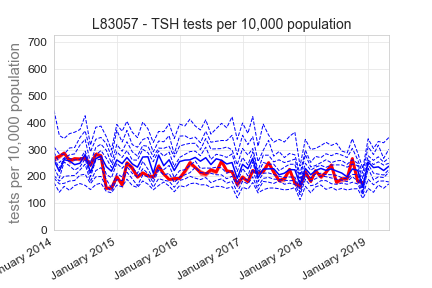 L83057 - TSH tests per 10,000 population
tests per 10,000 population
700
600
500
400
300
200
100
0
nuary 2014
January 2015
January 2016
January 2017
January 2018
January 2019